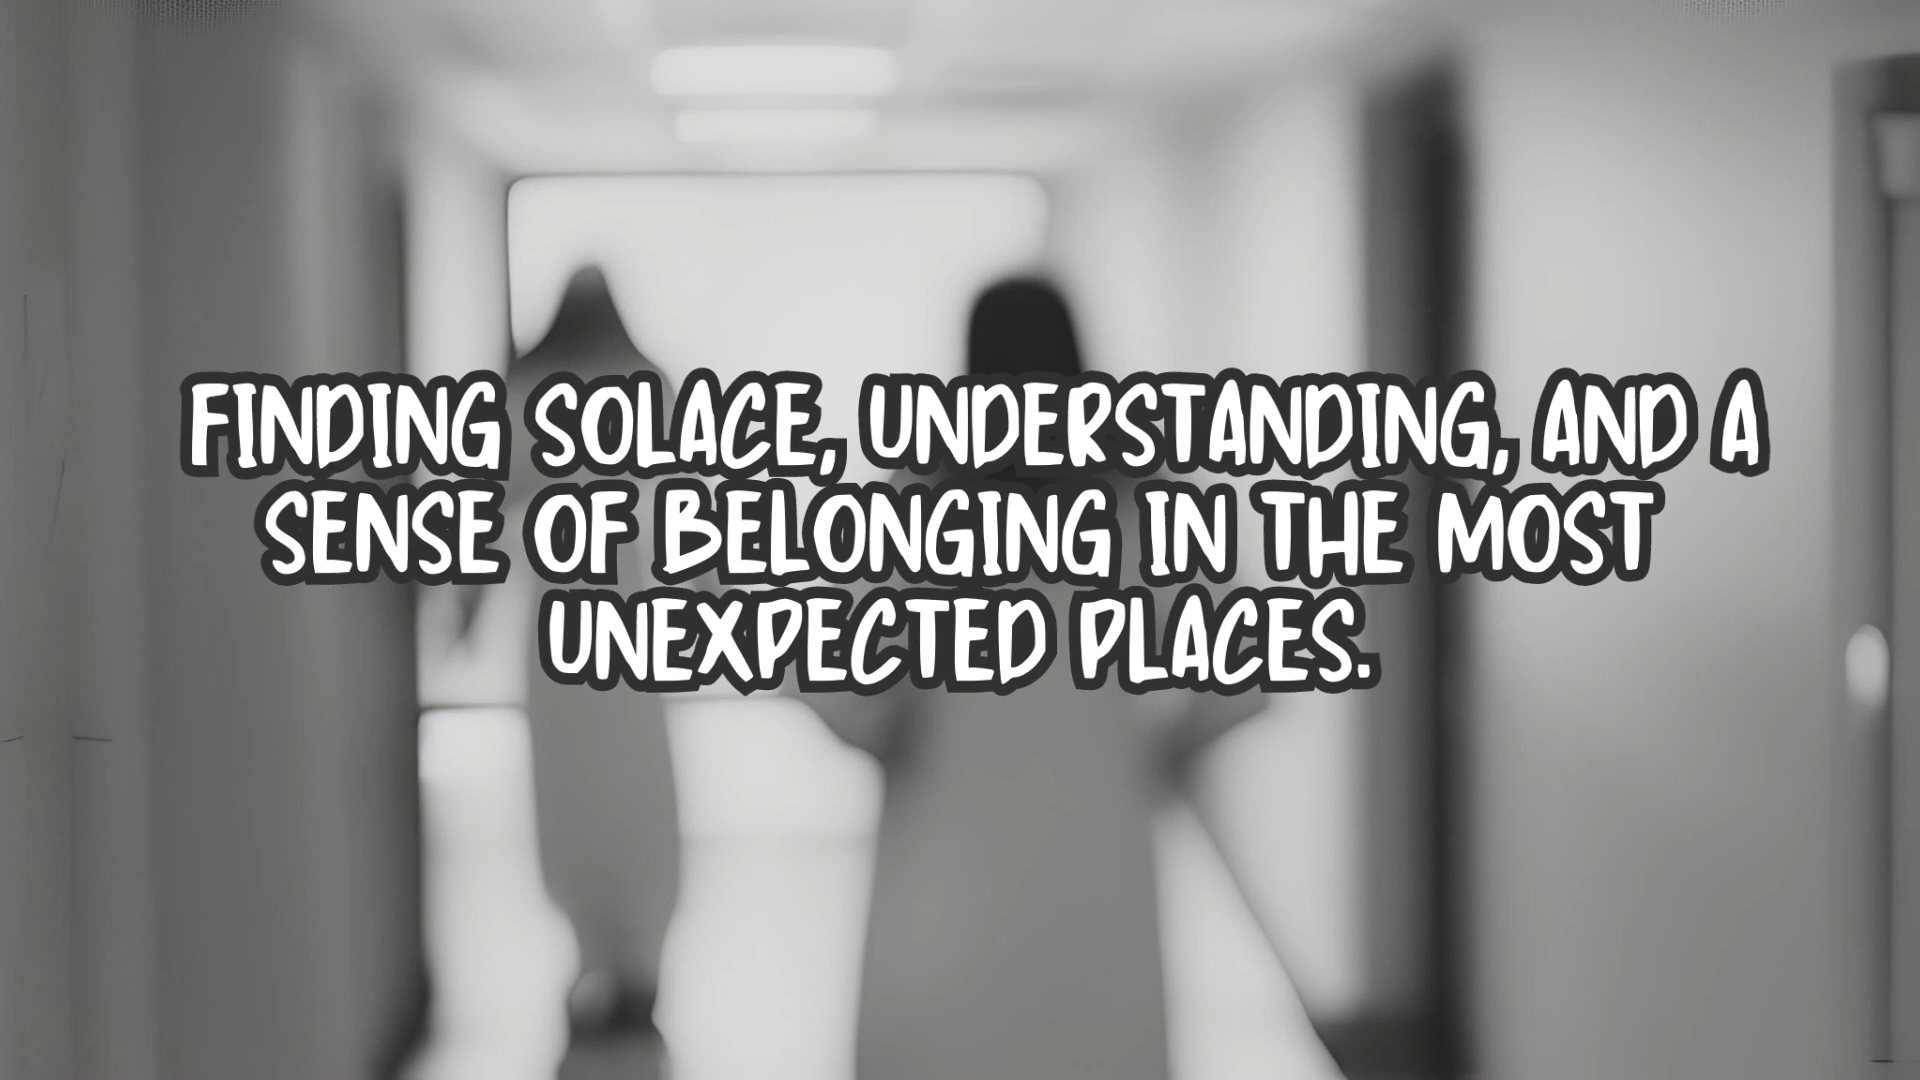 FINDING SOLACE, UNDERSTANDING, AND A
SENSE OF BELONGING IN THE MOST
UNEXPECTED PLACES.